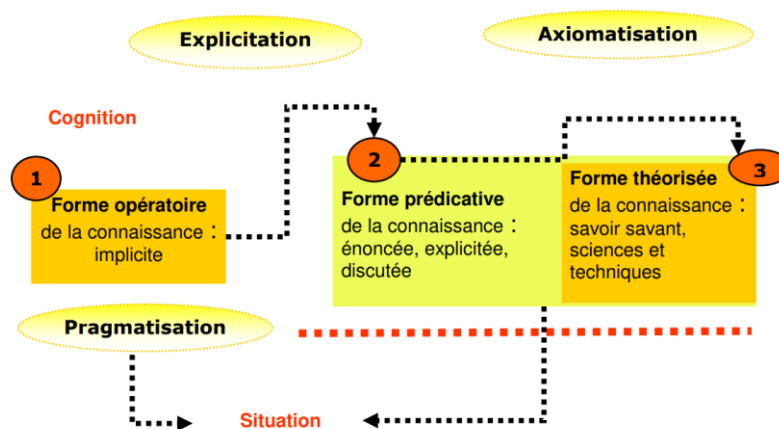 Explicitation
Axiomatisation
Cognition
1
Forme opératoire
de la connaissance :
implicite
2
Forme prédicative
de la connaissance :
énoncée, explicitée,
discutée
3
Forme théorisée
de la connaissance :
savoir savant,
sciences et
techniques
Pragmatisation
Situation